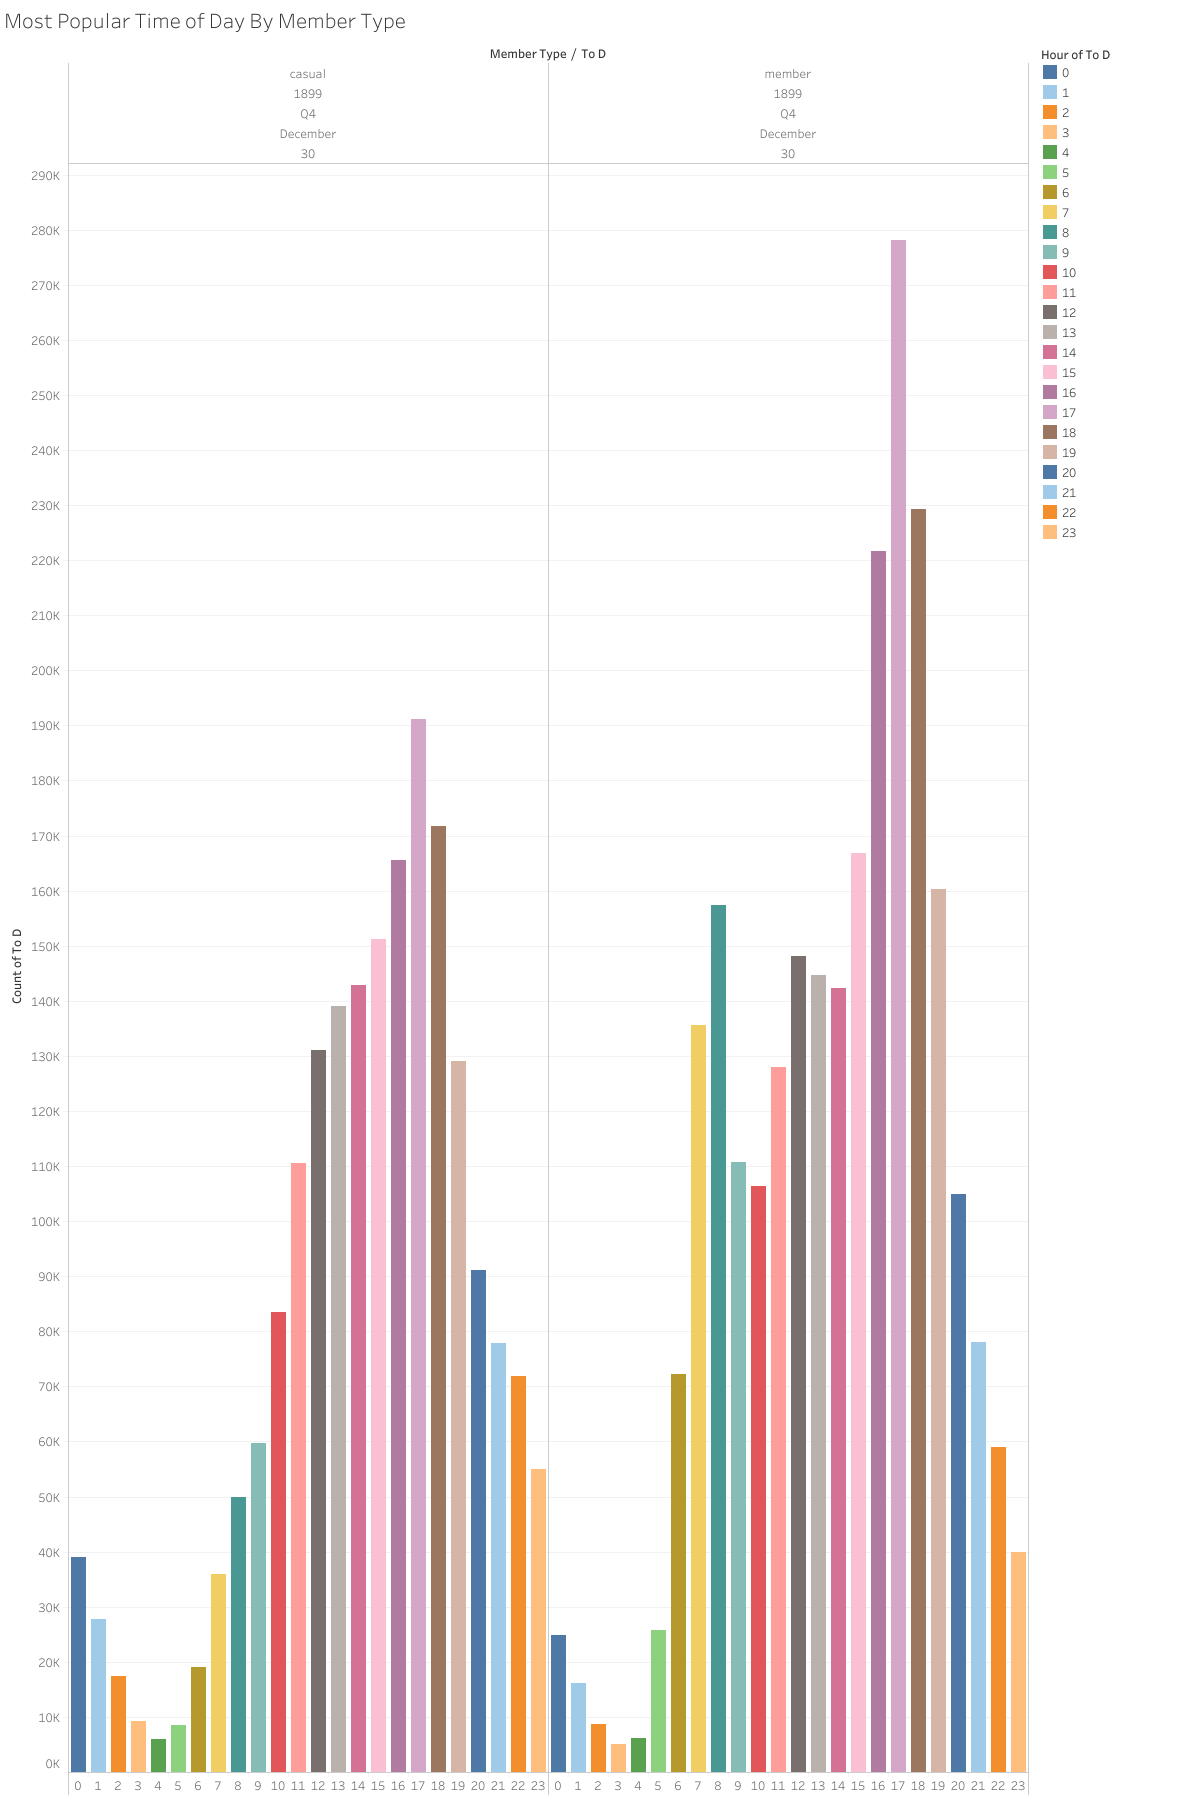 Most Popular Time of Day By Member Type
Member Type / To D
casual
1899
Q4
December
30
member
1899
Q4
December
30
Hour of To D
0
1
2
3
4
5
6
7
8
9
10
11
12
13
14
15
16
17
18
19
20
21
22
23
Count of To D
290K
280K
270K
260K
250K
240K
230K
220K
210K
200K
190K
180K
170K
160K
150K
140K
130K
120K
110K
100K
90K
80K
70K
60K
50K
40K
30K
20K
10K
0K
0 1 2 3 4 5 6 7 8 9 10 11 12 13 14 15 16 17 18 19 20 21 22 23 0 1 2 3 4 5 6 7 8 9 10 11 12 13 14 15 16 17 18 19 20 21 22 23